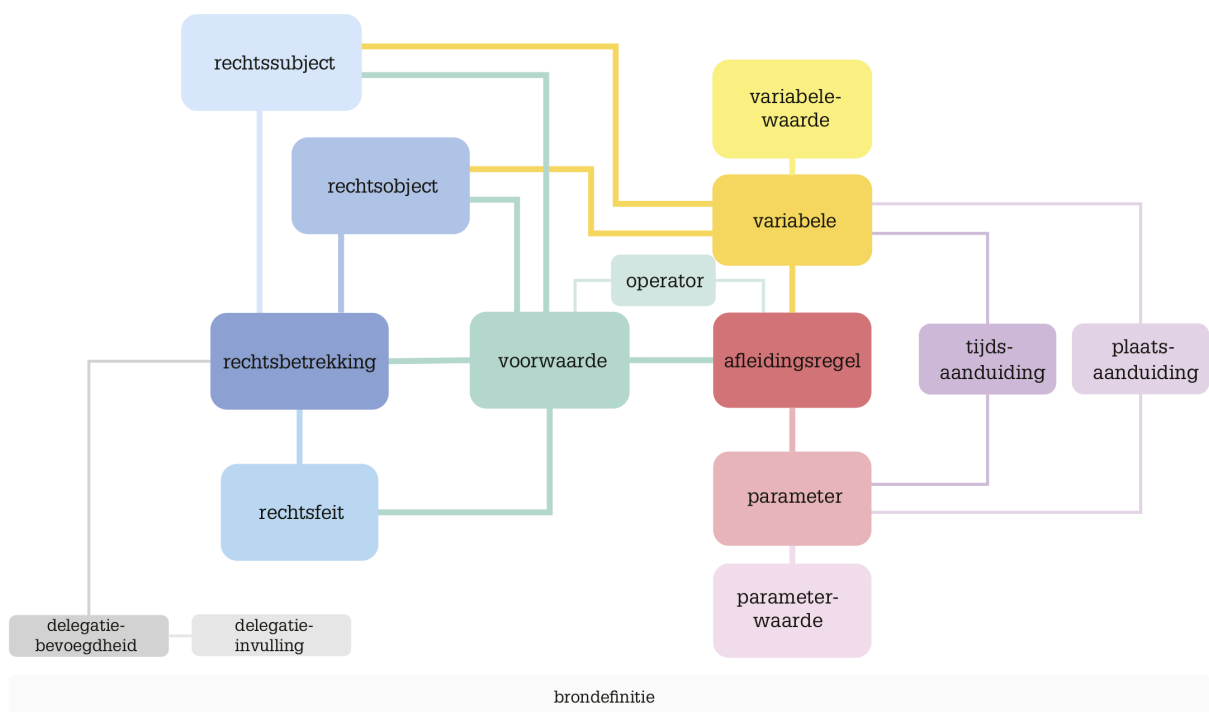 rechtssubject
variabele-
waarde
rechtsobject
variabele
operator
rechtsbetrekking
voorwaarde
afleidingsregel
tijds-
aanduiding
plaats-
aanduiding
rechtsfeit
parameter
parameter-
waarde
delegatie-
bevoegdheid
delegatie-
invulling
brondefinitie